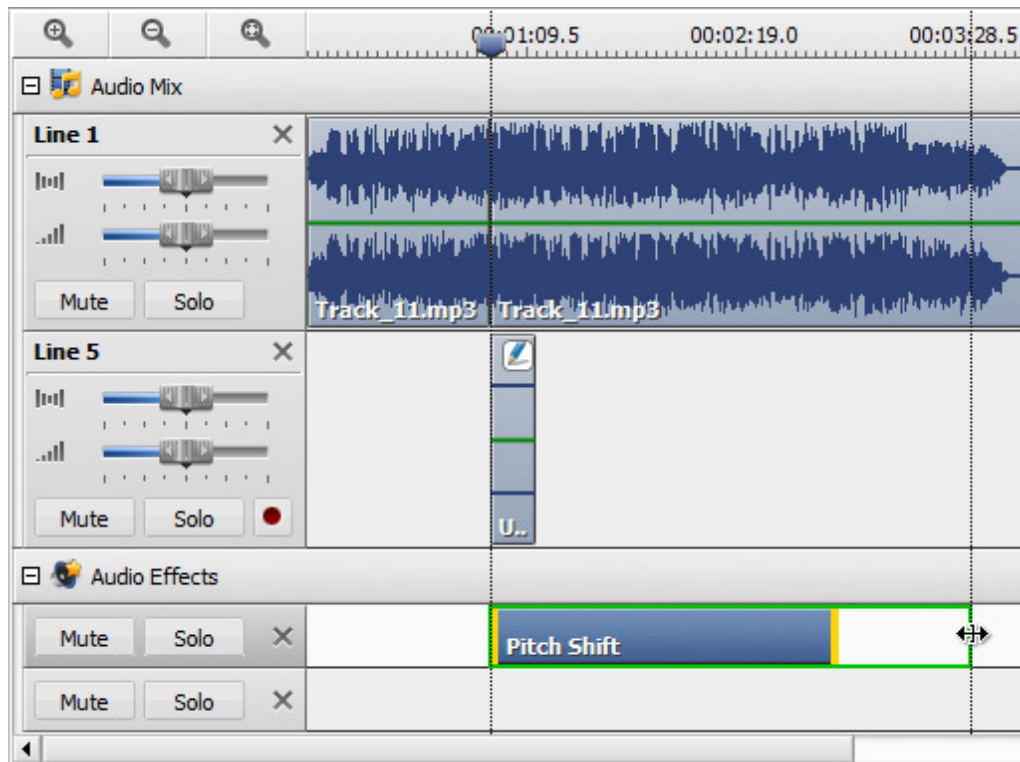 00:01:09.5 00:02:19.0 00:03:28.5
Audio Mix
Line 1
Mute Solo
Track_11.mp3 Track_11.mp3
Line 5
Mute Solo
U..
Audio Effects
Mute Solo
Pitch Shift
Mute Solo